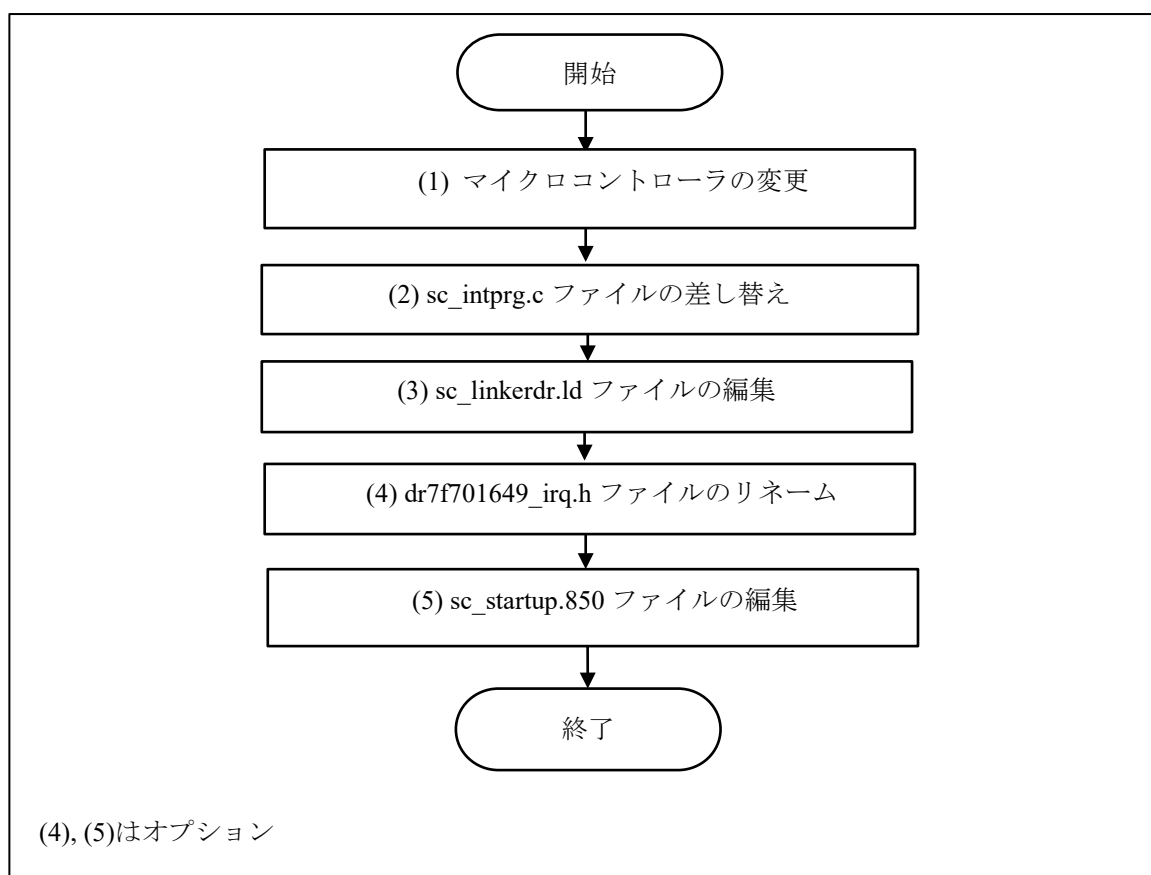 開始
(1) マイクロコントローラの変更
(2) sc_intprg.c ファイルの差し替え
(3) sc_linkerdr.ld ファイルの編集
(4) dr7f701649_irq.h ファイルのリネーム
(5) sc_startup.850 ファイルの編集
終了
(4), (5)はオプション